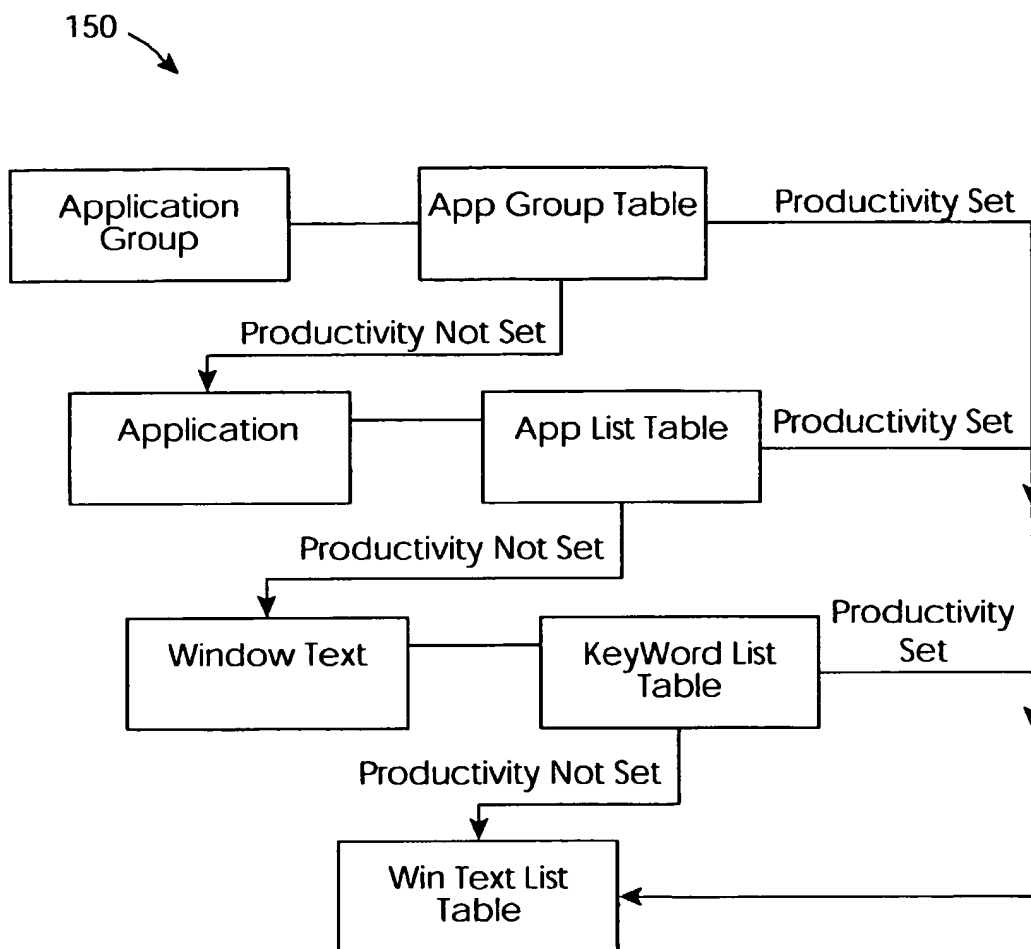 150
Application
Group
App Group Table
Productivity Set
Productivity Not Set
Application
App List Table
Productivity Set
Productivity Not Set
Window Text
KeyWord List
Table
Productivity
Set
Productivity Not Set
Win Text List
Table